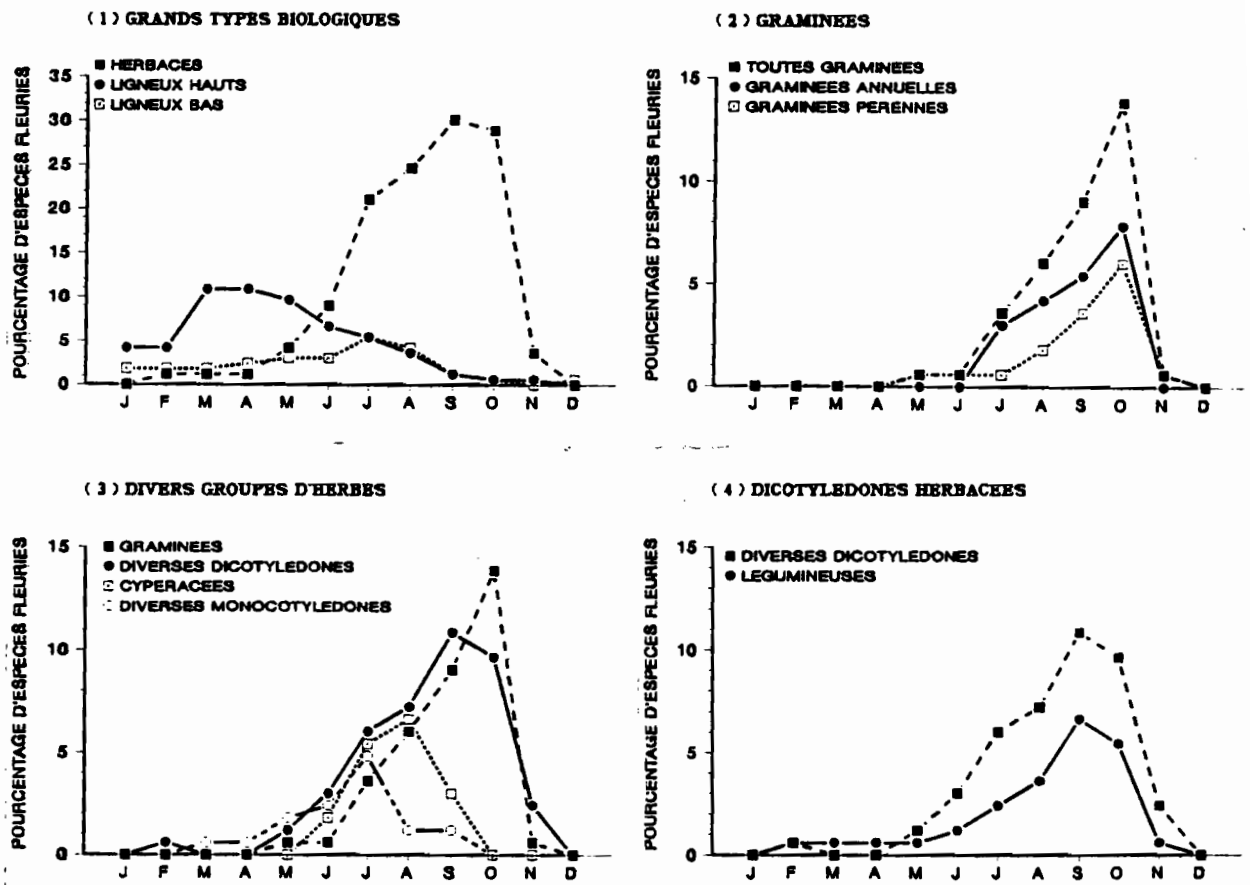 ( 1 ) GRANDS TYPES BIOLOGIQUES
HERBACES
LIGNEUX HAUTS
LIGNEUX BAS
POURCENTAGE D'ESPECES FLEURIES
35
30
25
20
15
10
5
0
J F M A M J J A S O N D
( 2 ) GRAMINEES
TOUTES GRAMINEES
GRAMINEES ANNUELLES
GRAMINEES PERENNES
POURCENTAGE D'ESPECES FLEURIES
15
10
5
0
J F M A M J J A S O N D
( 3 ) DIVERS GROUPES D'HERBES
GRAMINEES
DIVERSES DICOTYLEDONES
CYPERACEES
DIVERSES MONOCOTYLEDONES
POURCENTAGE D'ESPECES FLEURIES
15
10
5
0
J F M A M J J A S O N D
( 4 ) DICOTYLEDONES HERBACEES
DIVERSES DICOTYLEDONES
LEGUMINEUSES
POURCENTAGE D'ESPECES FLEURIES
15
10
5
0
J F M A M J J A S O N D